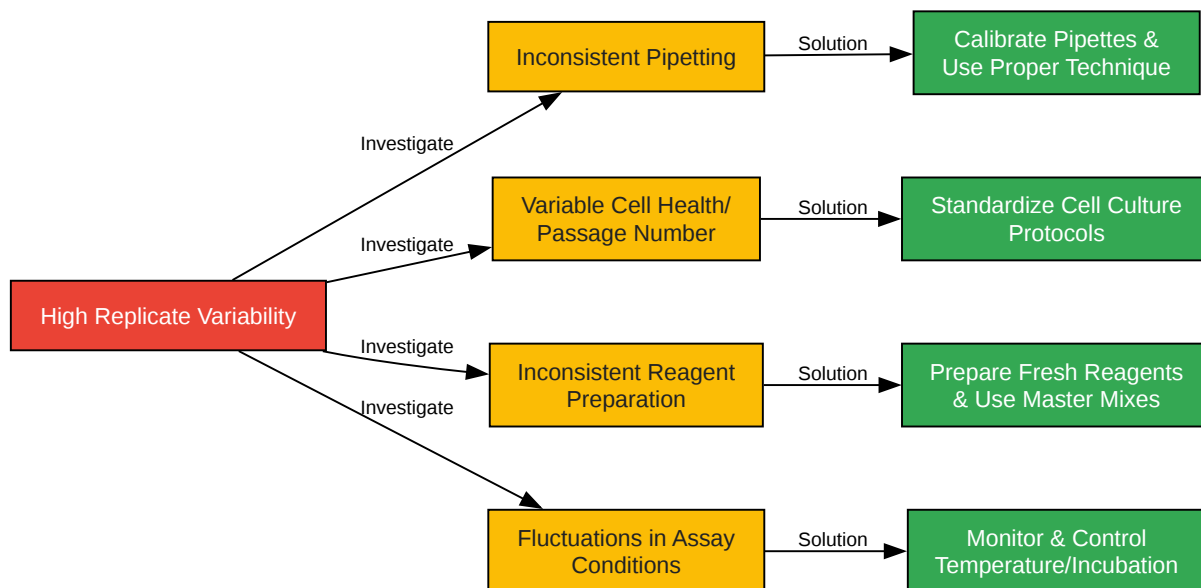 High Replicate Variability
Investigate
Inconsistent Pipetting
Solution
Calibrate Pipettes &
Use Proper Technique
Investigate
Variable Cell Health/
Passage Number
Solution
Standardize Cell Culture
Protocols
Investigate
Inconsistent Reagent
Preparation
Solution
Prepare Fresh Reagents
& Use Master Mixes
Investigate
Fluctuations in Assay
Conditions
Solution
Monitor & Control
Temperature/Incubation